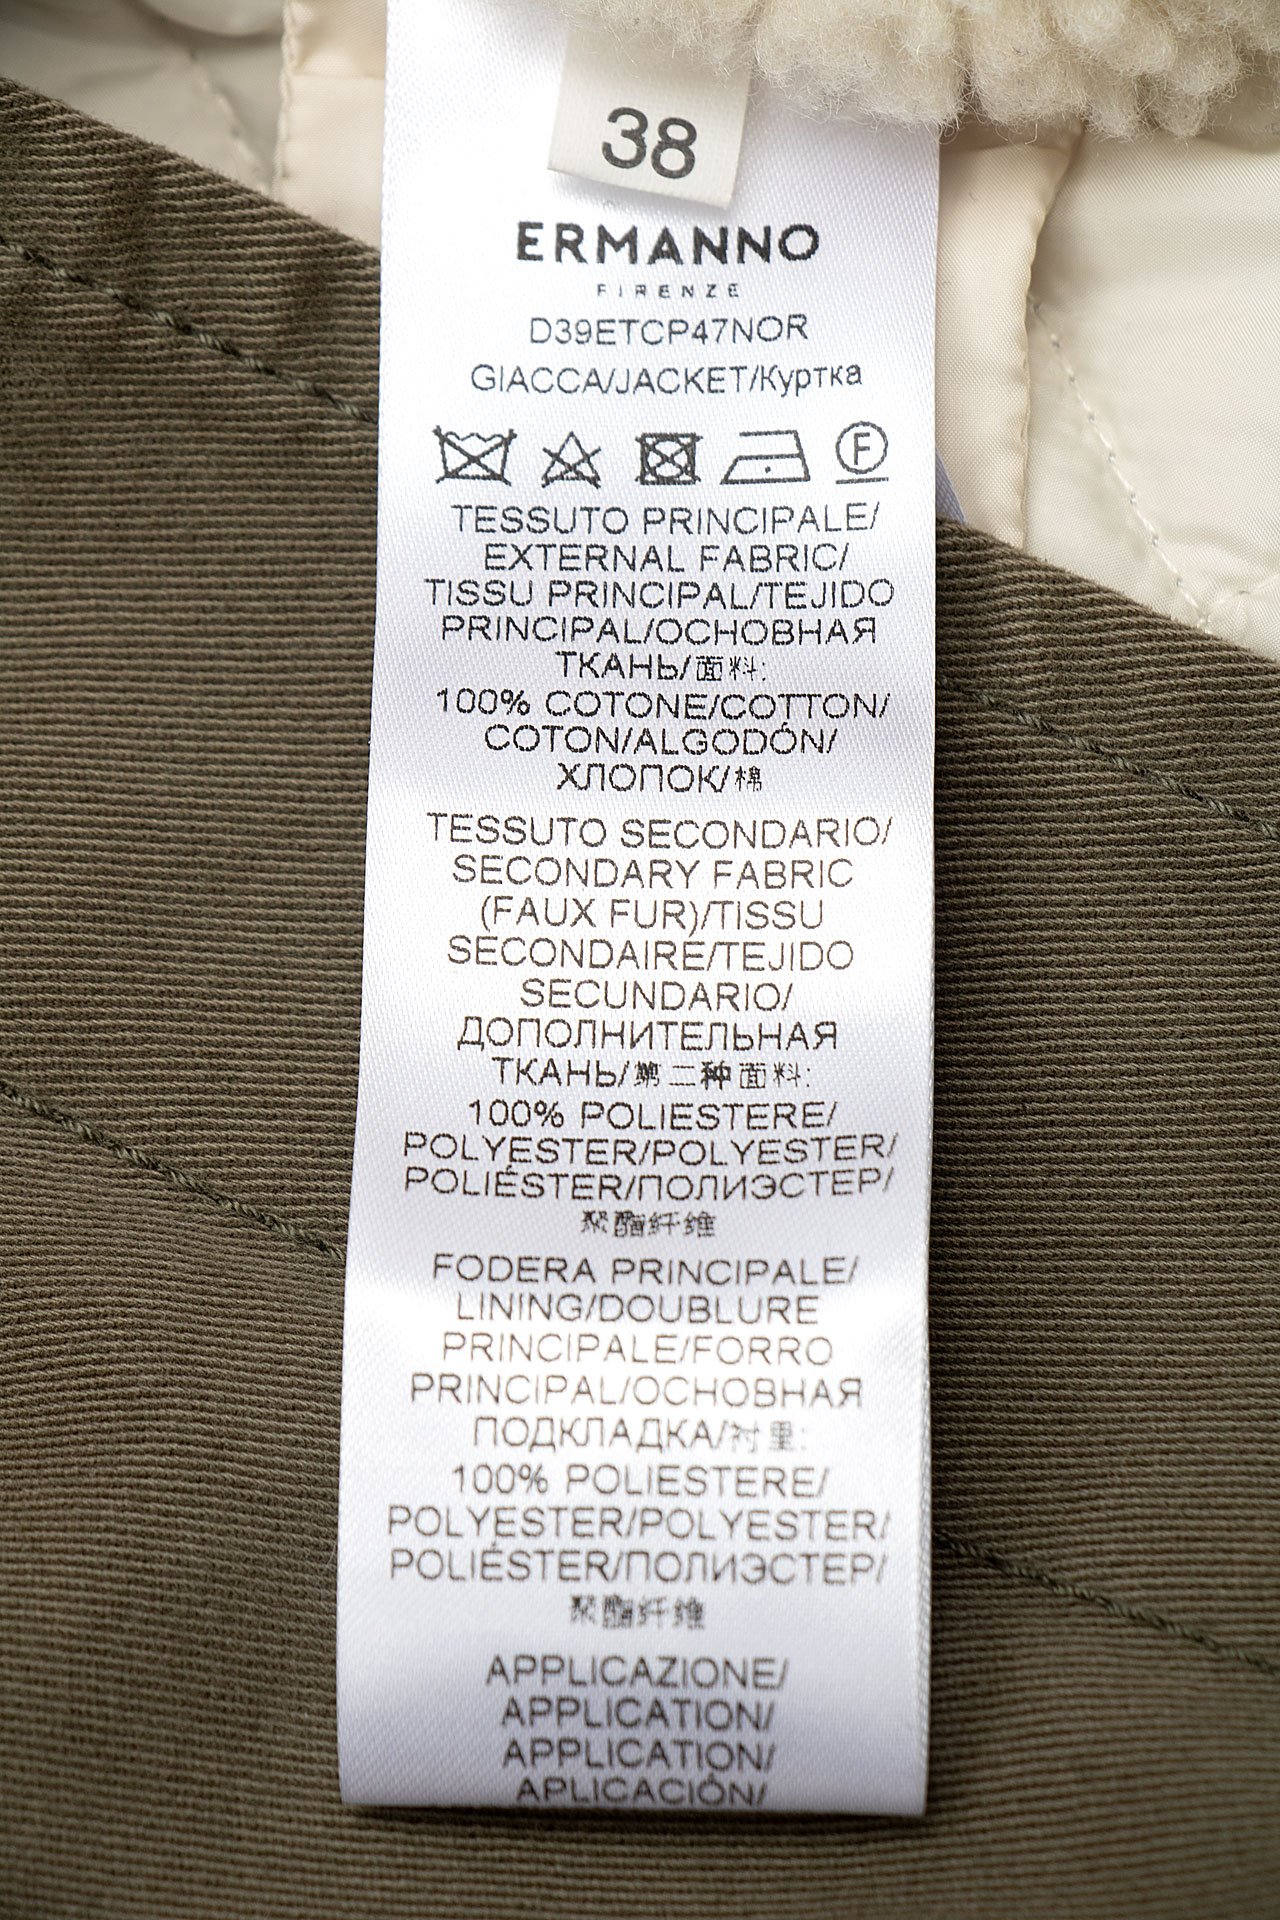 38
ERMANNO
FIRENZE
D39ETCP47NOR
GIACCA/JACKET/Куртка
F
TESSUTO PRINCIPALE/
EXTERNAL FABRIC/
TISSU PRINCIPAL/TEJIDO
PRINCIPAL/ОСНОВНАЯ
ТКАНЬ/面料:
100% COTONE/COTTON/
COTON/ALGODÓN/
ХЛОПОК/棉
TESSUTO SECONDARIO/
SECONDARY FABRIC
(FAUX FUR)/TISSU
SECONDAIRE/TEJIDO
SECUNDARIO/
ДОПОЛНИТЕЛЬНАЯ
ТКАНЬ/第二种面料:
100% POLIESTERE/
POLYESTER/POLYESTER/
POLIÉSTER/ПОЛИЭСТЕР/
聚酯纤维
FODERA PRINCIPALE/
LINING/DOUBLURE
PRINCIPALE/FORRO
PRINCIPAL/ОСНОВНАЯ
ПОДКЛАДКА/衬里:
100% POLIESTERE/
POLYESTER/POLYESTER/
POLIÉSTER/ПОЛИЭСТЕР/
聚酯纤维
APPLICAZIONE/
APPLICATION/
APPLICATION/
APLICACIÓN/